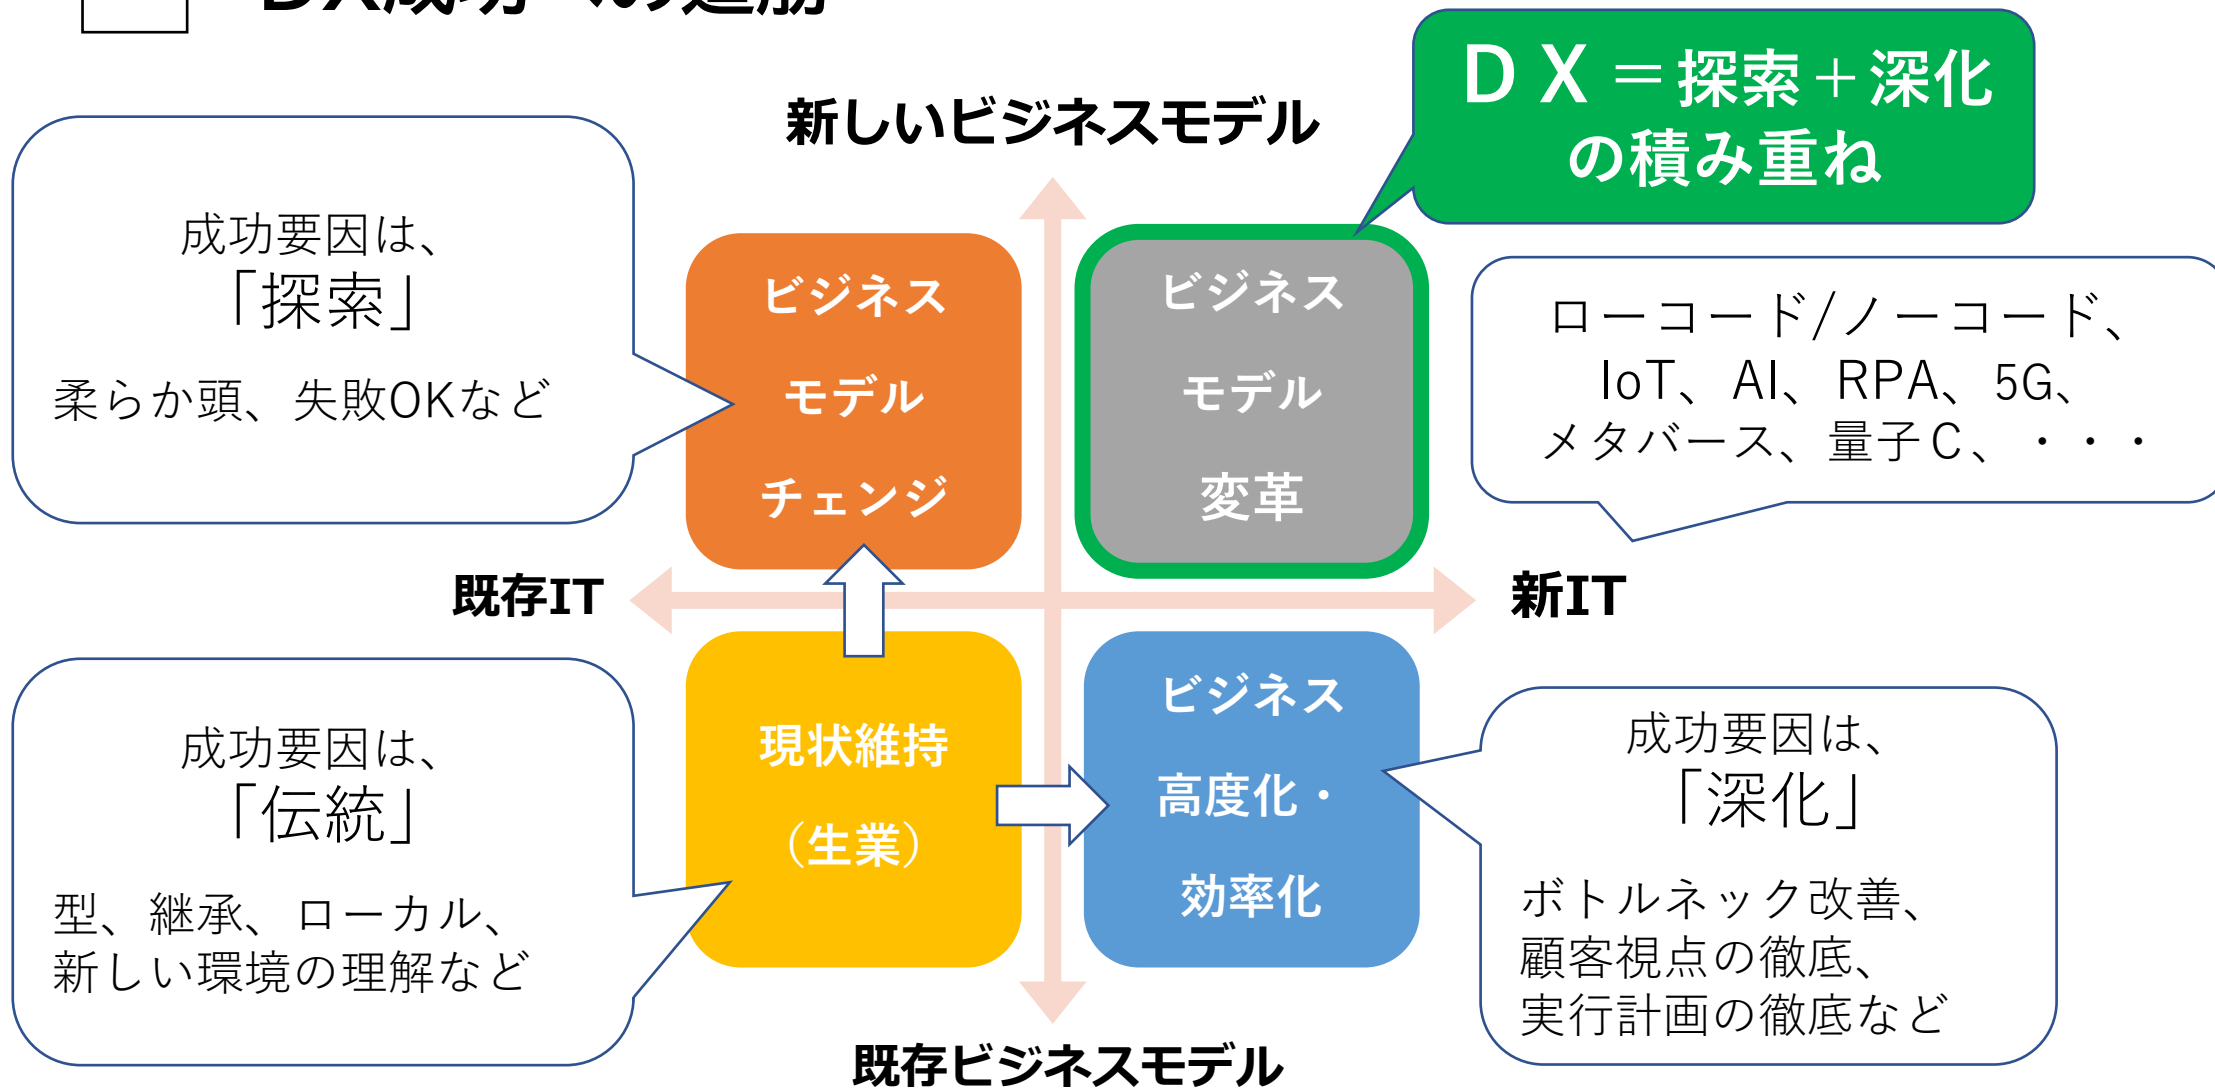 DX成功への道筋
ＤＸ＝探索＋深化
の積み重ね
新しいビジネスモデル
成功要因は、
「探索」
柔らか頭、失敗OKなど
ビジネス
モデル
チェンジ
ビジネス
モデル
変革
ローコード/ノーコード、
IoT、AI、RPA、5G、
メタバース、量子Ｃ、・・・
既存IT
新IT
成功要因は、
「伝統」
型、継承、ローカル、
新しい環境の理解など
現状維持
（生業）
ビジネス
高度化・
効率化
成功要因は、
「深化」
ボトルネック改善、
顧客視点の徹底、
実行計画の徹底など
既存ビジネスモデル